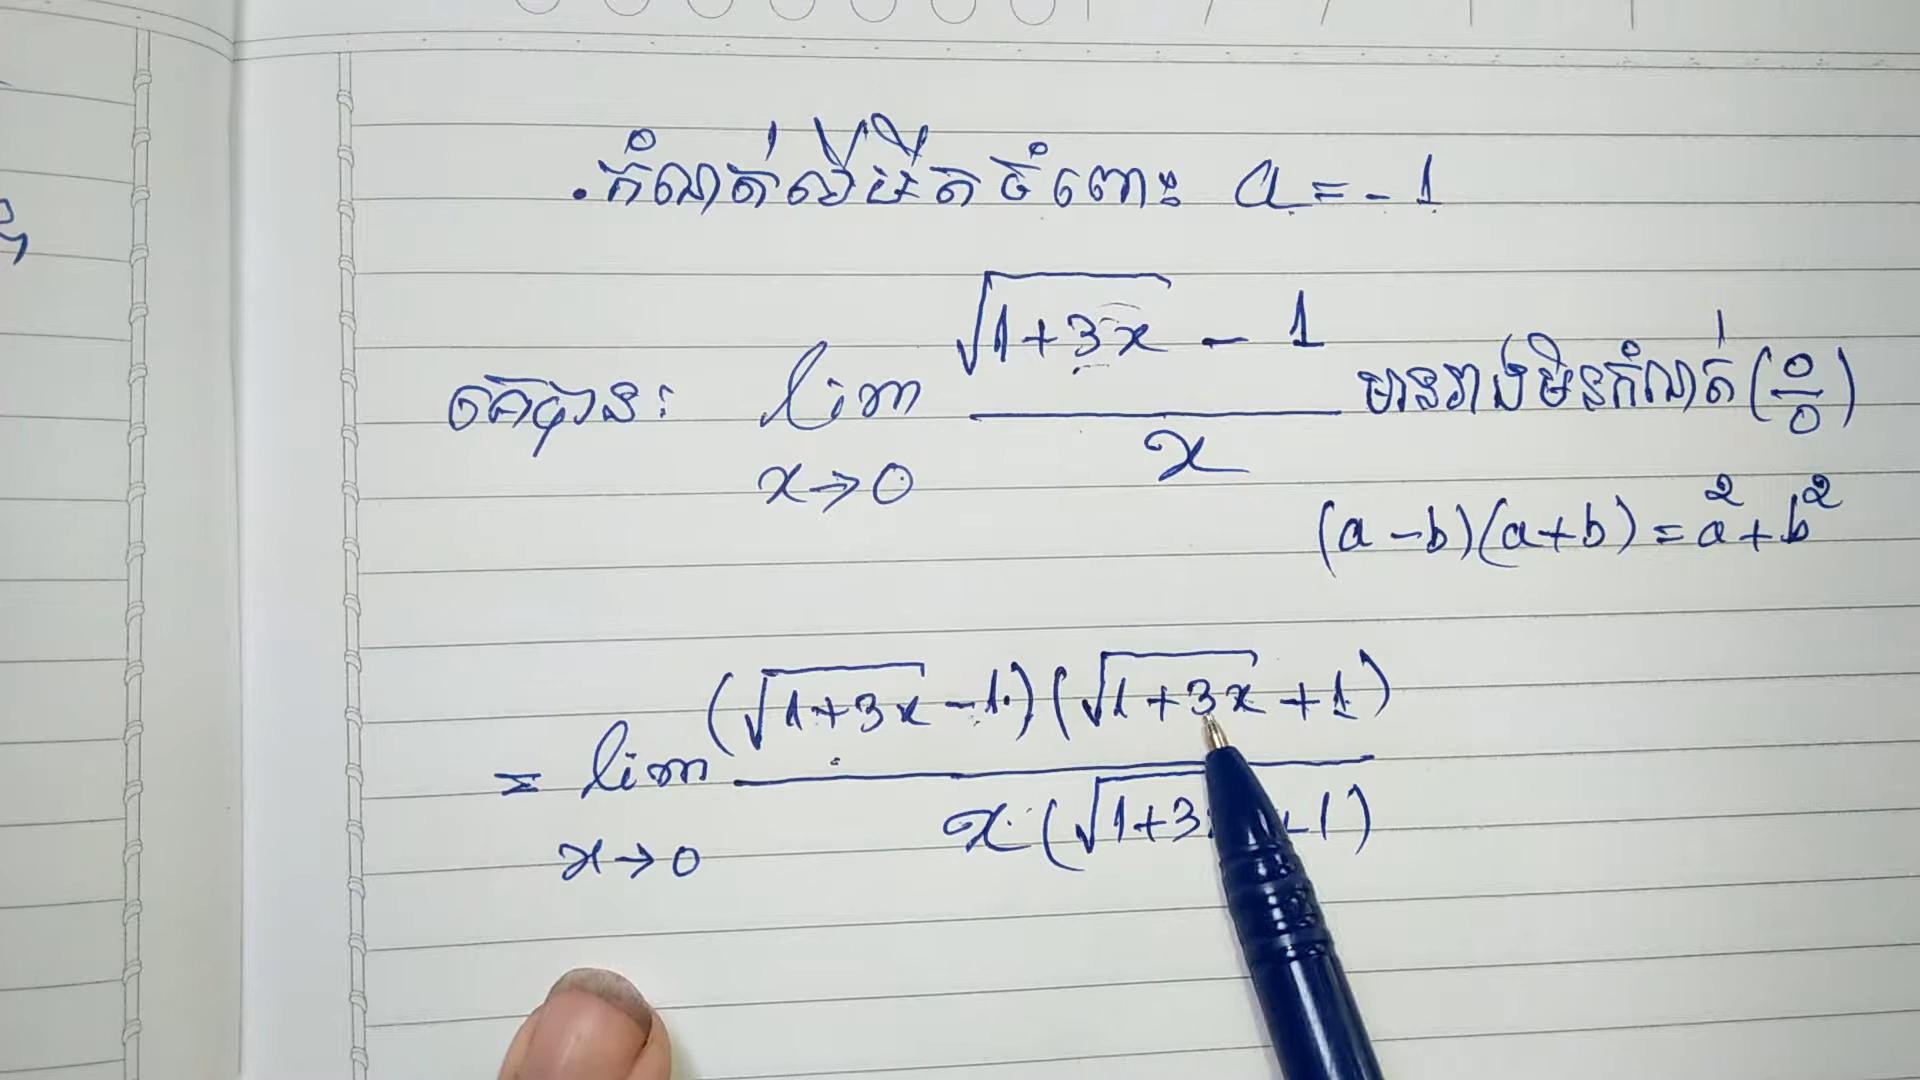 . កំណត់លីមីតចំពោះ a = -1
គេបាន: lim x→0 (√(1+3x) - 1)/x មានរាងមិនកំណត់ (0/0)
(a-b)(a+b) = a² + b²
= lim x→0 (√(1+3x) - 1)(√(1+3x) + 1) / x(√(1+3 +1)